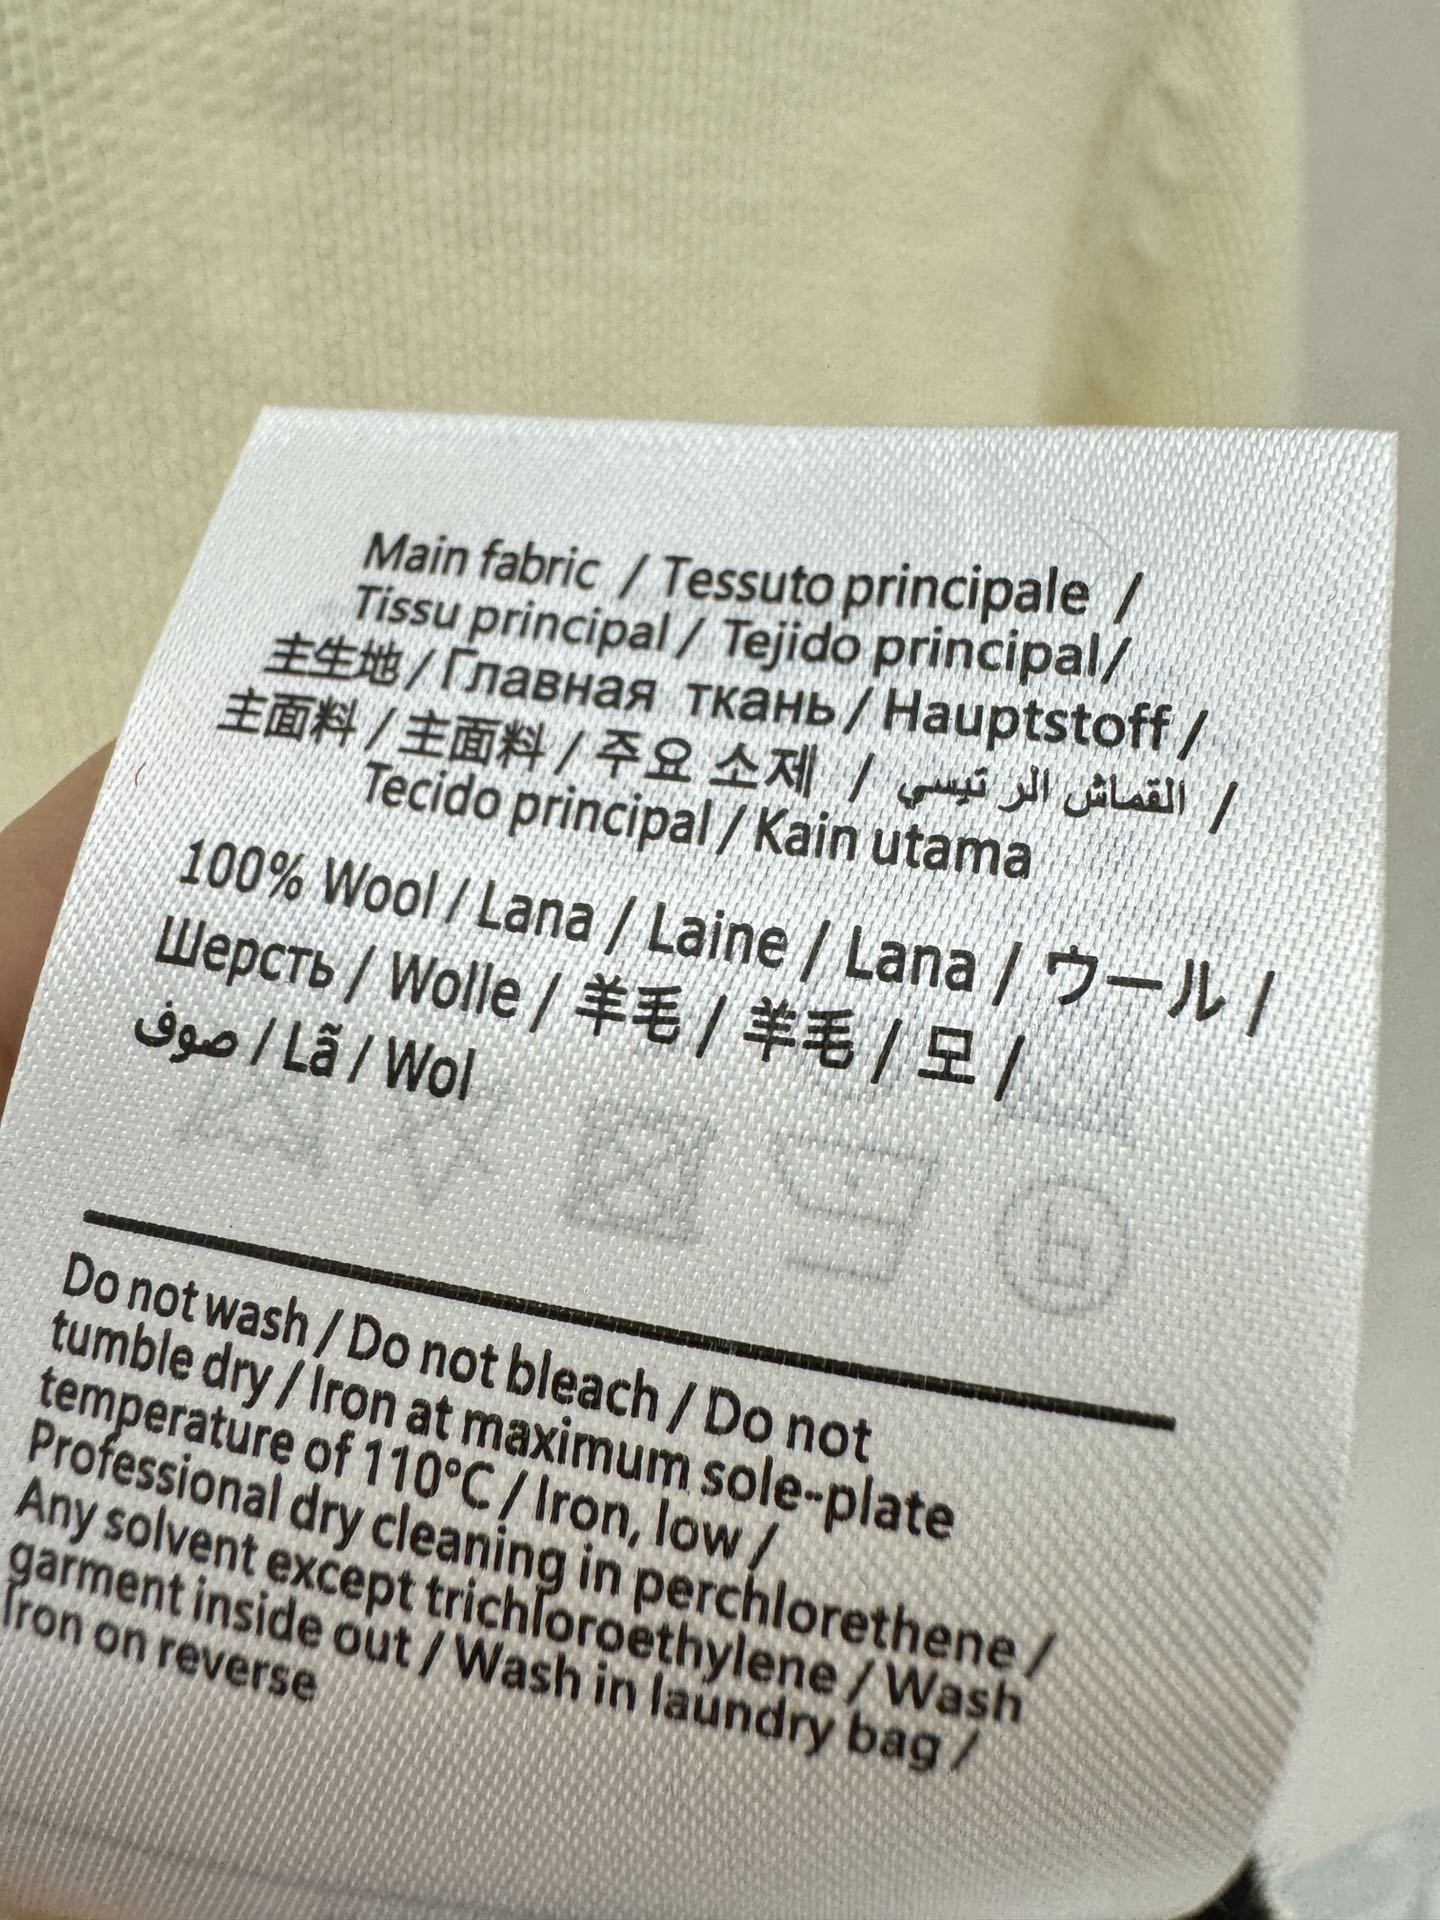 Main fabric / Tessuto principale /
Tissu principal / Tejido principal/
主生地 / Главная ткань / Hauptstoff /
主面料 / 主面料 / 주요 소제 / القماش الر تيسي /
Tecido principal / Kain utama
100% Wool / Lana / Laine / Lana / ウール /
Шерсть / Wolle / 羊毛 / 羊毛 / 모 /
صوف / Lã / Wol
Do not wash / Do not bleach / Do not
tumble dry / Iron at maximum sole-plate
temperature of 110°C / Iron, low /
Professional dry cleaning in perchlorethene /
Any solvent except trichloroethylene / Wash
garment inside out / Wash in laundry bag /
Iron on reverse